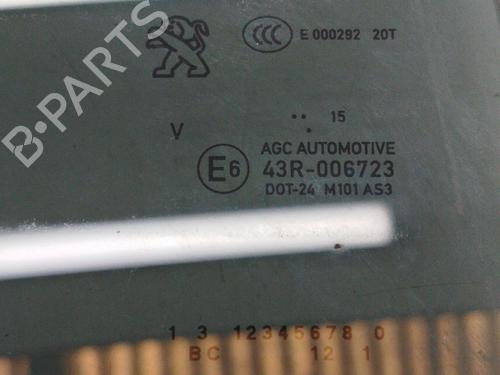 CCC E 000292 20T
.. 15
V
AGC AUTOMOTIVE
E6 43R-006723
DOT-24 M101 AS3
B-PARTS
1 3 12345678 0
BC 12 1